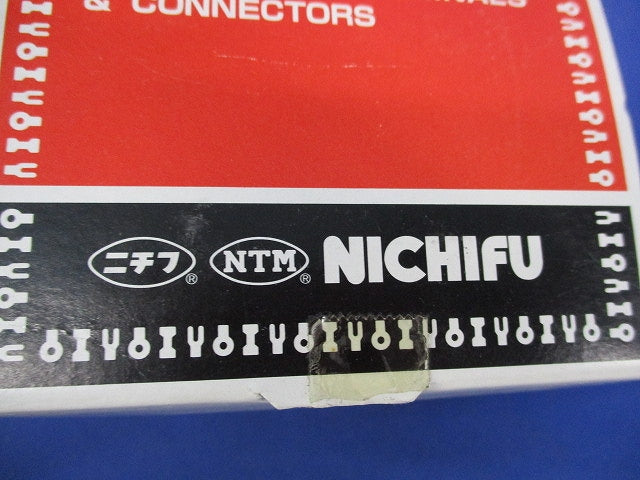 & CONNECTORS
ニチフ® NTM® NICHIFU